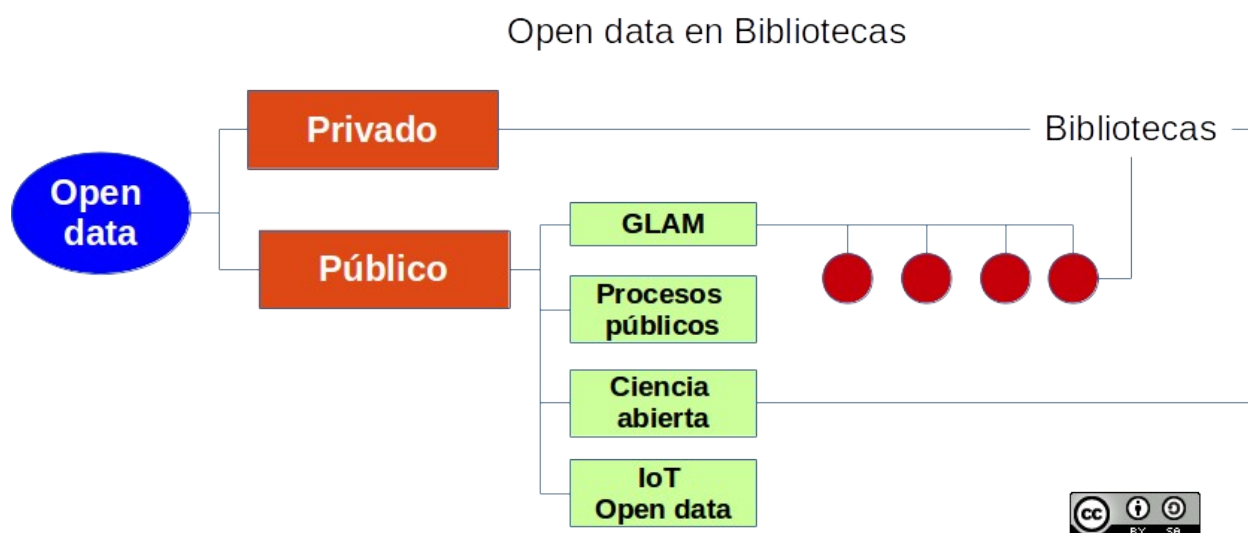 Open data en Bibliotecas
Privado
Bibliotecas
Open
data
Público
GLAM
Procesos
públicos
Ciencia
abierta
IoT
Open data
cc
BY SA